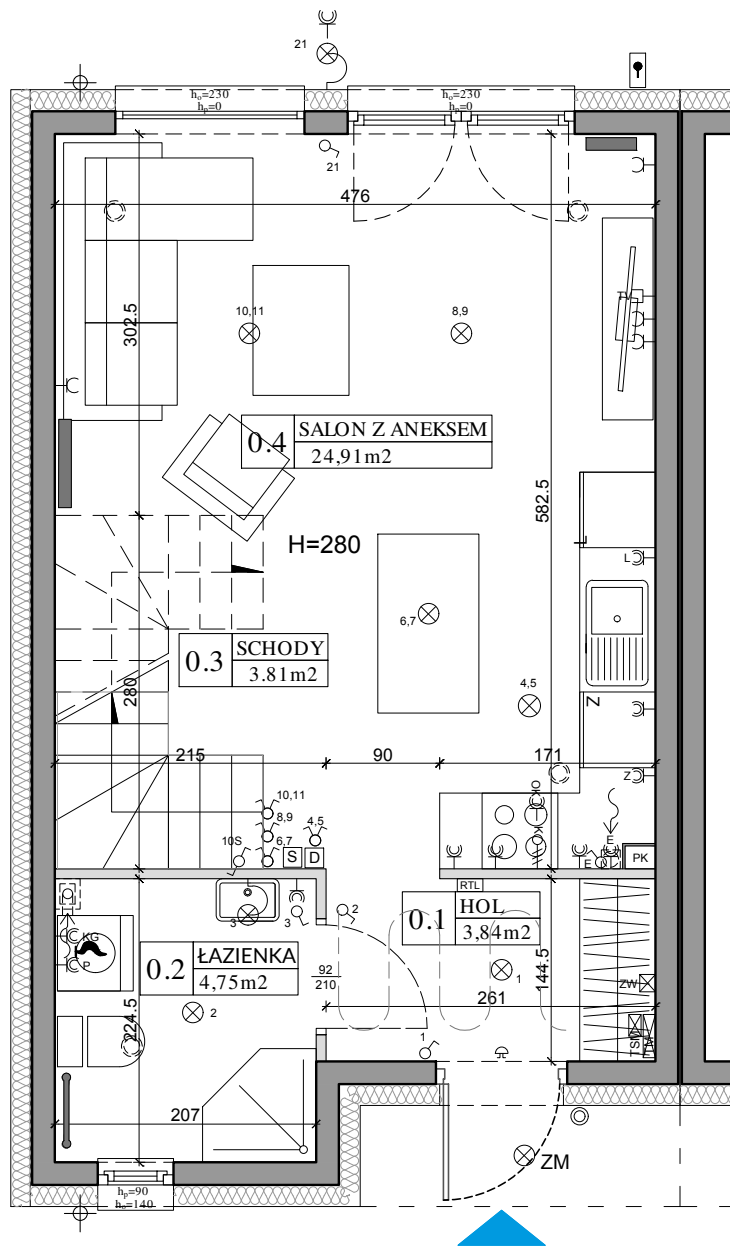 21
hₒ=230
hₚ=0
hₒ=230
hₚ=0
21
476
302.5
10,11
8,9
TV
0.4
SALON Z ANEKSEM
24,91m2
582.5
H=280
L
L
6,7
0.3
SCHODY
3.81m2
280
Z
4,5
215
90
171
Z
OK
10,11
8,9
4,5
6,7
10S
S
D
E
E
PK
RTL
0.1
HOL
3,84m2
2
3
3
KG
P
0.2
ŁAZIENKA
4,75m2
92
210
1
144.5
ZW
261
2
224.5
1
TSM
207
ZM
hₚ=90
hₒ=140